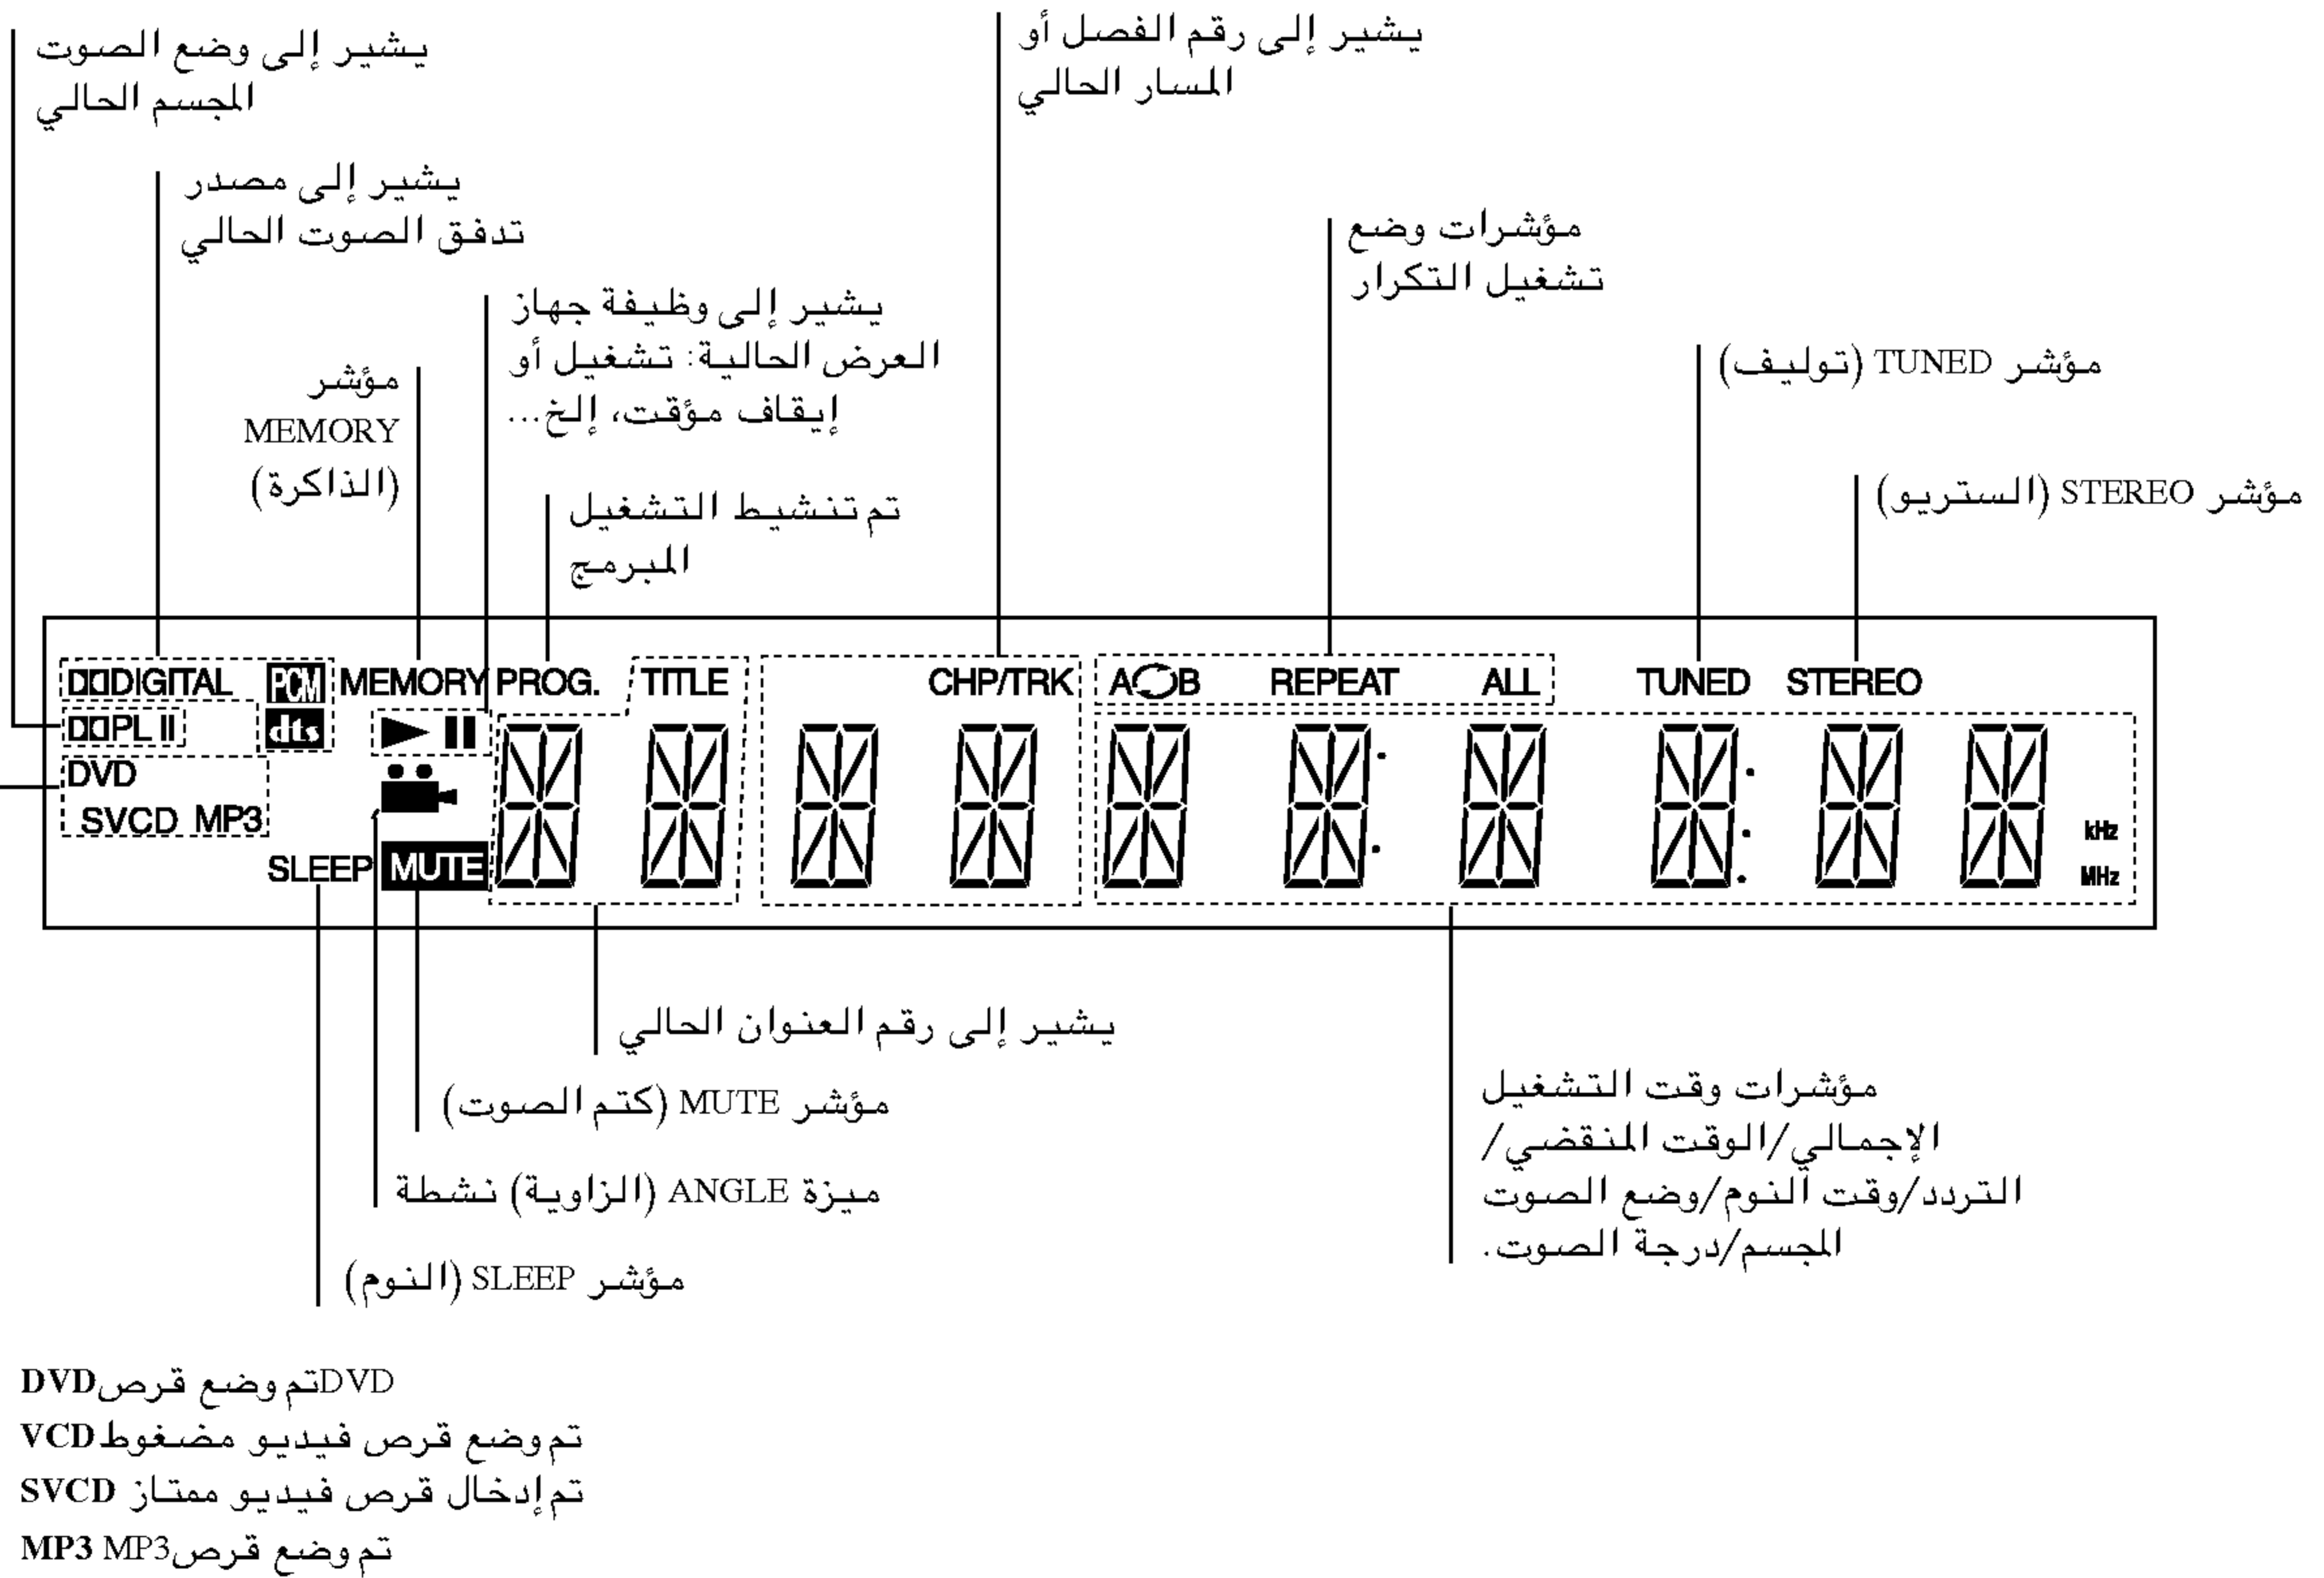 يشير إلى وضع الصوت
المجسم الحالي
يشير إلى رقم الفصل أو
المسار الحالي
يشير إلى مصدر
تدفق الصوت الحالي
مؤشرات وضع
تشغيل التكرار
يشير إلى وظيفة جهاز
العرض الحالية: تشغيل أو
إيقاف مؤقت، إلخ...
مؤشر
MEMORY
(الذاكرة)
مؤشر TUNED (توليف)
مؤشر STEREO (الستريو)
تم تنشيط التشغيل
المبرمج
DIGITAL PCM MEMORY PROG. TITLE CHP/TRK A B REPEAT ALL TUNED STEREO
PL II dts
DVD
SVCD MP3
kHz
SLEEP MUTE
MHz
يشير إلى رقم العنوان الحالي
مؤشر MUTE (كتم الصوت)
ميزة ANGLE (الزاوية) نشطة
مؤشر SLEEP (النوم)
مؤشرات وقت التشغيل
الإجمالي/الوقت المنقضي/
التردد/وقت النوم/وضع الصوت
المجسم/درجة الصوت.
DVD تم وضع قرص DVD
VCD تم وضع قرص فيديو مضغوط
SVCD تم إدخال قرص فيديو ممتاز
MP3 تم وضع قرص MP3